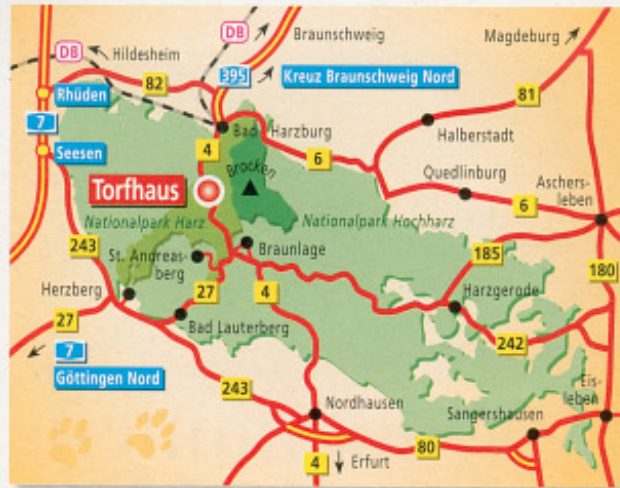 DB
Hildesheim
DB
Braunschweig
Magdeburg
82
395
Kreuz Braunschweig Nord
Rhüden
81
7
Bad Harzburg
Halberstadt
Seesen
4
6
Brocken
Quedlinburg
Aschers-
leben
Torfhaus
6
Nationalpark Harz
Nationalpark Hochharz
243
St. Andreas-
berg
Braunlage
185
180
Herzberg
27
4
Harzgerode
27
Bad Lauterberg
242
7
Göttingen Nord
243
Nordhausen
Sangershausen
Eis-
leben
80
4
Erfurt